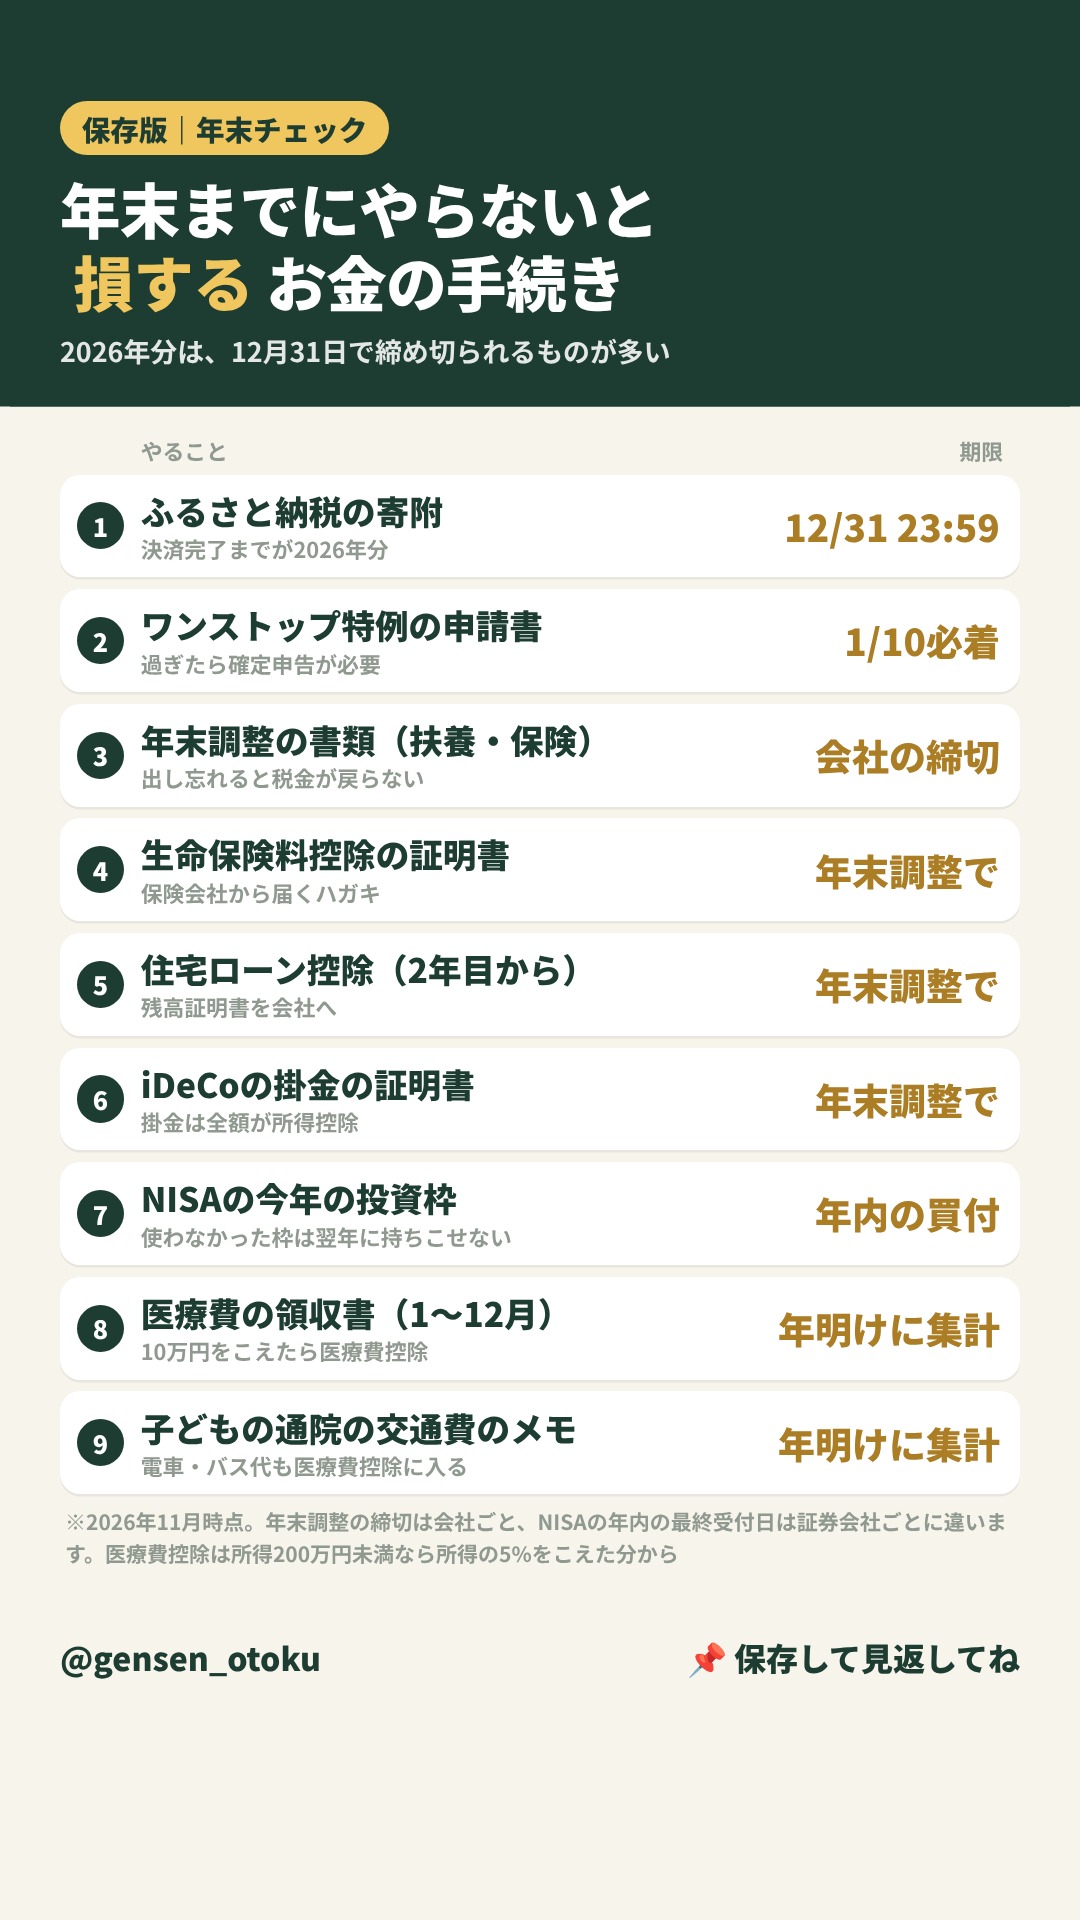 保存版｜年末チェック
年末までにやらないと
損する お金の手続き
2026年分は、12月31日で締め切られるものが多い
やること 期限
1 ふるさと納税の寄附 12/31 23:59
決済完了までが2026年分
2 ワンストップ特例の申請書 1/10必着
過ぎたら確定申告が必要
3 年末調整の書類（扶養・保険） 会社の締切
出し忘れると税金が戻らない
4 生命保険料控除の証明書 年末調整で
保険会社から届くハガキ
5 住宅ローン控除（2年目から） 年末調整で
残高証明書を会社へ
6 iDeCoの掛金の証明書 年末調整で
掛金は全額が所得控除
7 NISAの今年の投資枠 年内の買付
使わなかった枠は翌年に持ちこせない
8 医療費の領収書（1〜12月） 年明けに集計
10万円をこえたら医療費控除
9 子どもの通院の交通費のメモ 年明けに集計
電車・バス代も医療費控除に入る
※2026年11月時点。年末調整の締切は会社ごと、NISAの年内の最終受付日は証券会社ごとに違いま
す。医療費控除は所得200万円未満なら所得の5%をこえた分から
@gensen_otoku 📌 保存して見返してね